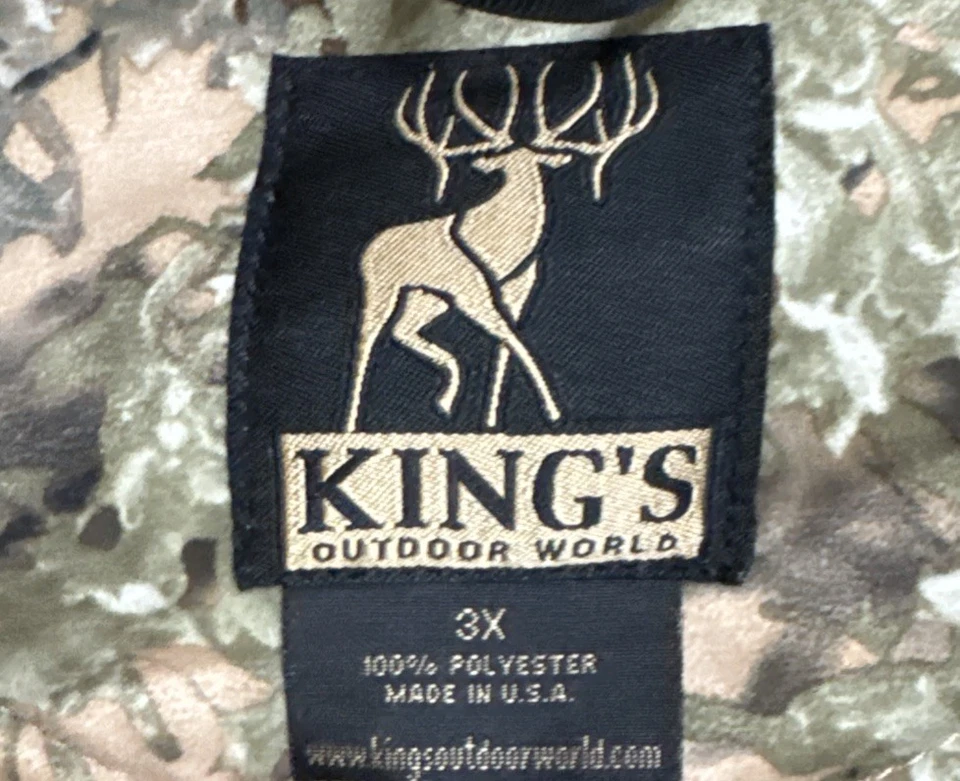 KING'S
OUTDOOR WORLD
3X
100% POLYESTER
MADE IN U.S.A.
www.kingsoutdoorworld.com